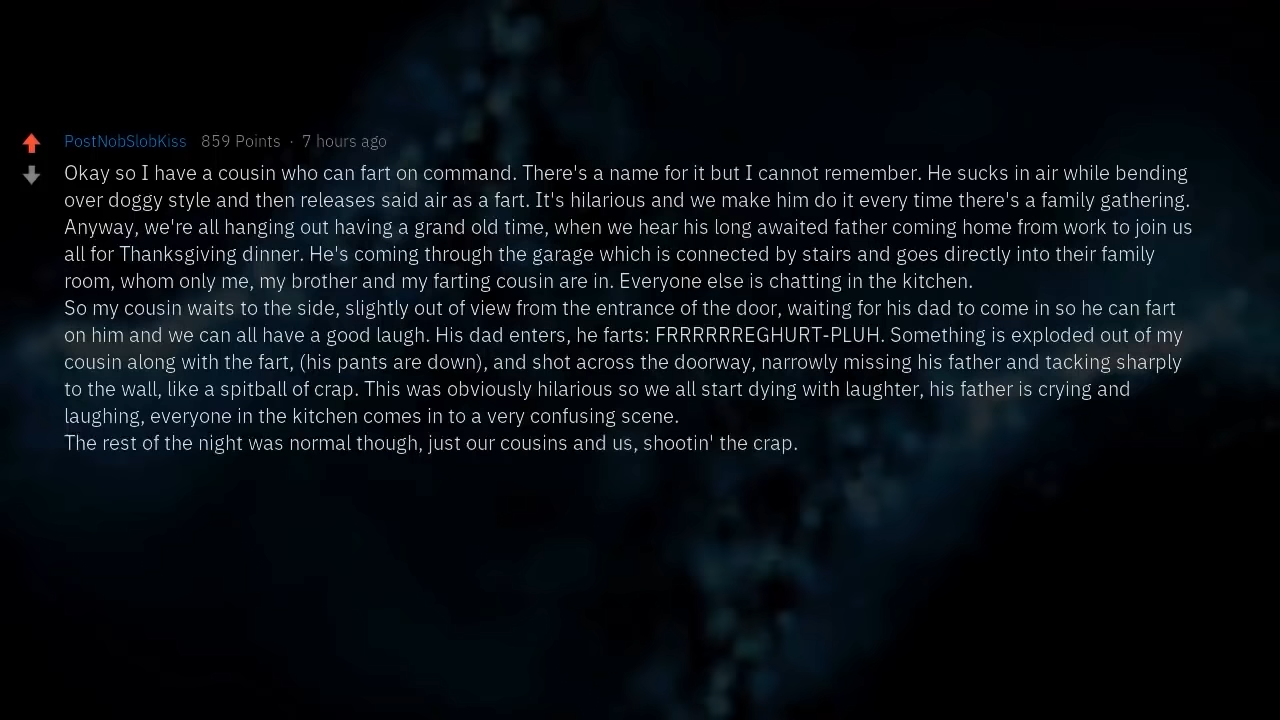 PostNobSlobKiss 859 Points · 7 hours ago
Okay so I have a cousin who can fart on command. There's a name for it but I cannot remember. He sucks in air while bending
over doggy style and then releases said air as a fart. It's hilarious and we make him do it every time there's a family gathering.
Anyway, we're all hanging out having a grand old time, when we hear his long awaited father coming home from work to join us
all for Thanksgiving dinner. He's coming through the garage which is connected by stairs and goes directly into their family
room, whom only me, my brother and my farting cousin are in. Everyone else is chatting in the kitchen.
So my cousin waits to the side, slightly out of view from the entrance of the door, waiting for his dad to come in so he can fart
on him and we can all have a good laugh. His dad enters, he farts: FRRRRRREGHURT-PLUH. Something is exploded out of my
cousin along with the fart, (his pants are down), and shot across the doorway, narrowly missing his father and tacking sharply
to the wall, like a spitball of crap. This was obviously hilarious so we all start dying with laughter, his father is crying and
laughing, everyone in the kitchen comes in to a very confusing scene.
The rest of the night was normal though, just our cousins and us, shootin' the crap.